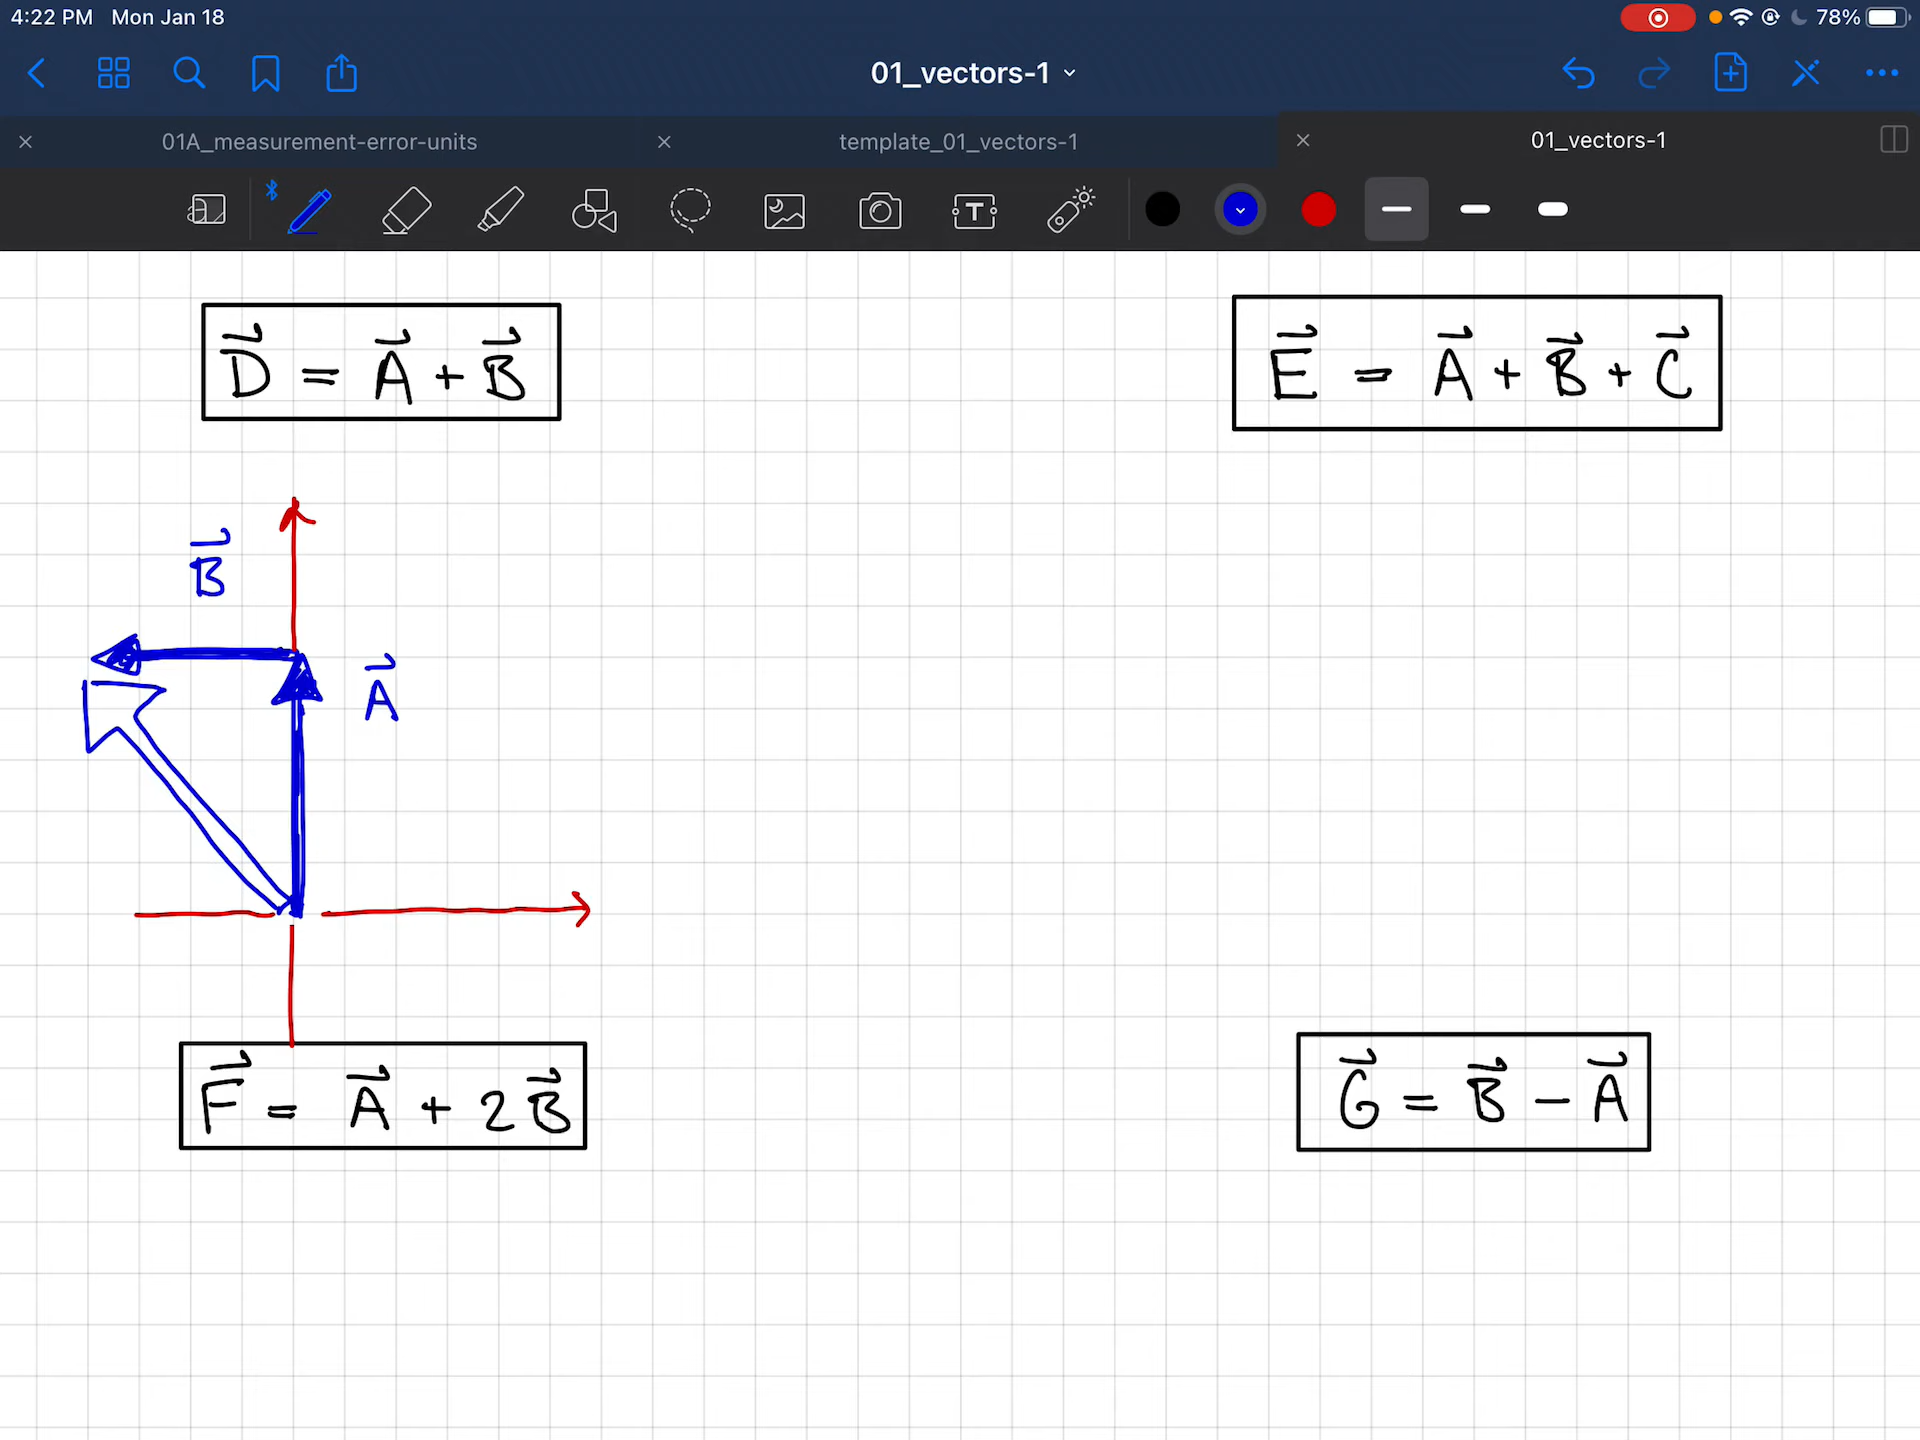 4:22 PM Mon Jan 18
78%
01_vectors-1
01A_measurement-error-units
template_01_vectors-1
01_vectors-1
T
D⃗ = A⃗ + B⃗
E⃗ = A⃗ + B⃗ + C⃗
B⃗
A⃗
F⃗ = A⃗ + 2B⃗
G⃗ = B⃗ − A⃗